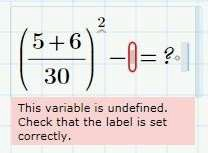 ((5+6)/30)^2 − = ?
This variable is undefined.
Check that the label is set
correctly.